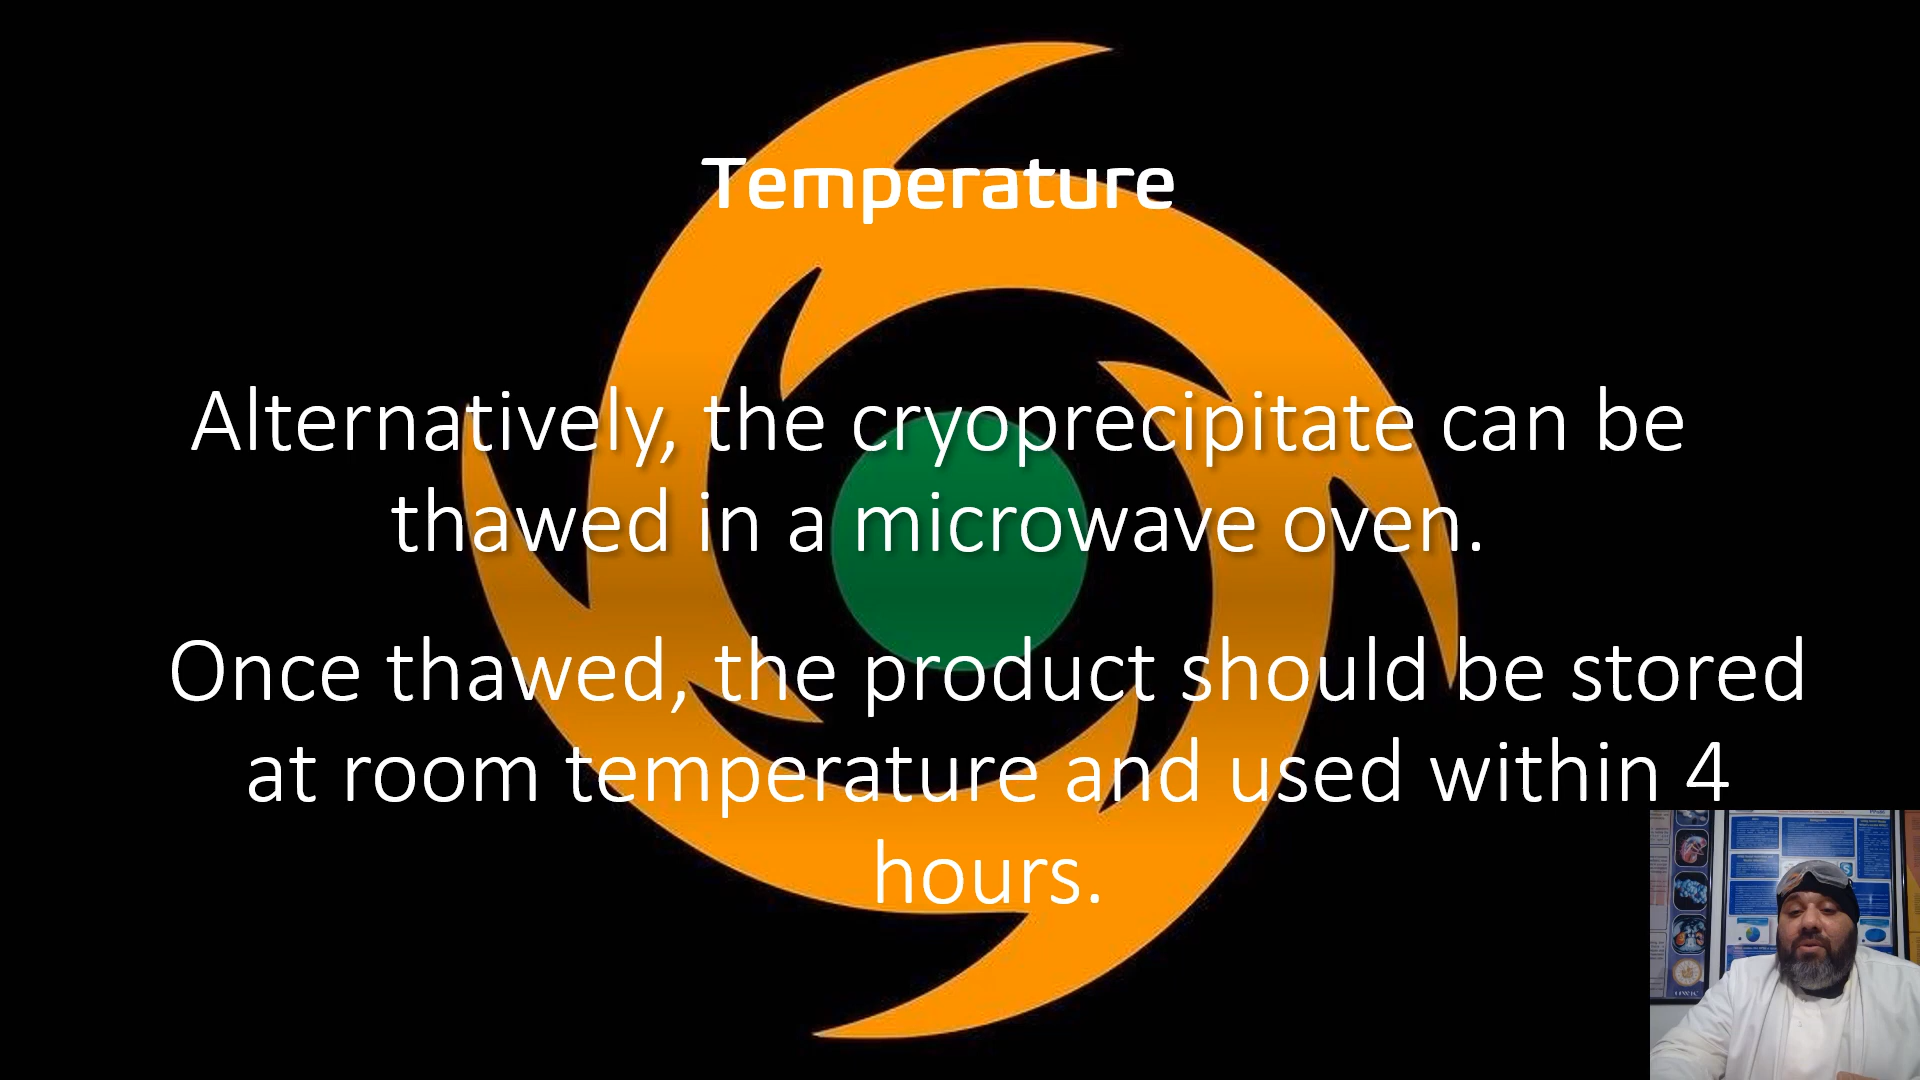 Temperature
Alternatively, the cryoprecipitate can be
thawed in a microwave oven.
Once thawed, the product should be stored
at room temperature and used within 4
hours.